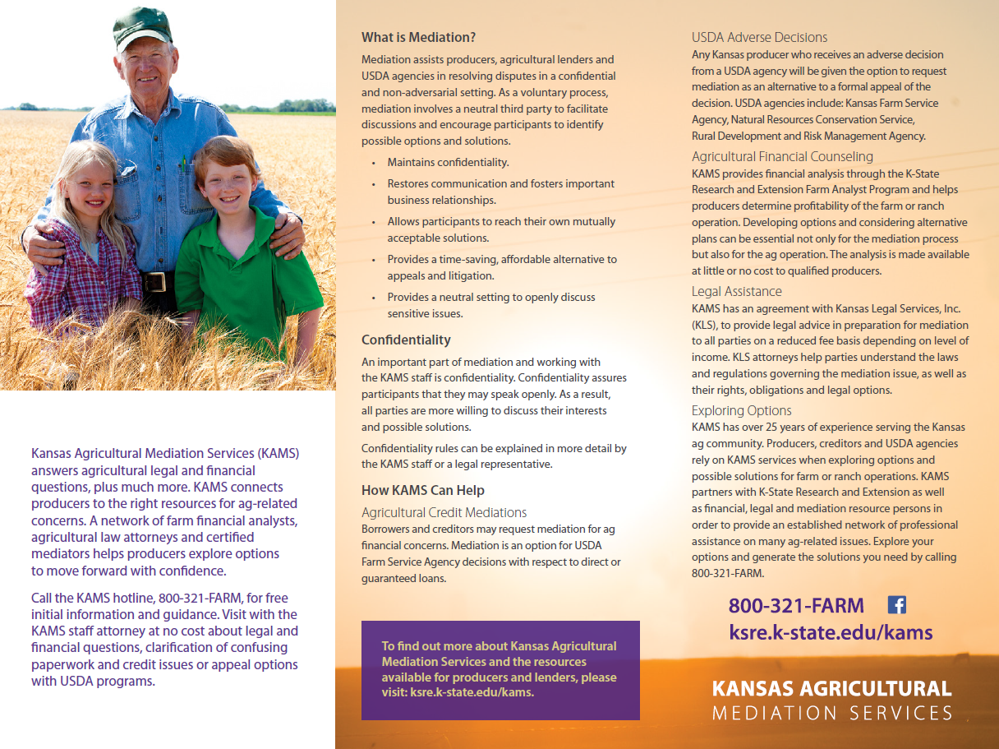 Kansas Agricultural Mediation Services (KAMS)
answers agricultural legal and financial
questions, plus much more. KAMS connects
producers to the right resources for ag-related
concerns. A network of farm financial analysts,
agricultural law attorneys and certified
mediators helps producers explore options
to move forward with confidence.
Call the KAMS hotline, 800-321-FARM, for free
initial information and guidance. Visit with the
KAMS staff attorney at no cost about legal and
financial questions, clarification of confusing
paperwork and credit issues or appeal options
with USDA programs.
What is Mediation?
Mediation assists producers, agricultural lenders and
USDA agencies in resolving disputes in a confidential
and non-adversarial setting. As a voluntary process,
mediation involves a neutral third party to facilitate
discussions and encourage participants to identify
possible options and solutions.
• Maintains confidentiality.
• Restores communication and fosters important
business relationships.
• Allows participants to reach their own mutually
acceptable solutions.
• Provides a time-saving, affordable alternative to
appeals and litigation.
• Provides a neutral setting to openly discuss
sensitive issues.
Confidentiality
An important part of mediation and working with
the KAMS staff is confidentiality. Confidentiality assures
participants that they may speak openly. As a result,
all parties are more willing to discuss their interests
and possible solutions.
Confidentiality rules can be explained in more detail by
the KAMS staff or a legal representative.
How KAMS Can Help
Agricultural Credit Mediations
Borrowers and creditors may request mediation for ag
financial concerns. Mediation is an option for USDA
Farm Service Agency decisions with respect to direct or
guaranteed loans.
To find out more about Kansas Agricultural
Mediation Services and the resources
available for producers and lenders, please
visit: ksre.k-state.edu/kams.
USDA Adverse Decisions
Any Kansas producer who receives an adverse decision
from a USDA agency will be given the option to request
mediation as an alternative to a formal appeal of the
decision. USDA agencies include: Kansas Farm Service
Agency, Natural Resources Conservation Service,
Rural Development and Risk Management Agency.
Agricultural Financial Counseling
KAMS provides financial analysis through the K-State
Research and Extension Farm Analyst Program and helps
producers determine profitability of the farm or ranch
operation. Developing options and considering alternative
plans can be essential not only for the mediation process
but also for the ag operation. The analysis is made available
at little or no cost to qualified producers.
Legal Assistance
KAMS has an agreement with Kansas Legal Services, Inc.
(KLS), to provide legal advice in preparation for mediation
to all parties on a reduced fee basis depending on level of
income. KLS attorneys help parties understand the laws
and regulations governing the mediation issue, as well as
their rights, obligations and legal options.
Exploring Options
KAMS has over 25 years of experience serving the Kansas
ag community. Producers, creditors and USDA agencies
rely on KAMS services when exploring options and
possible solutions for farm or ranch operations. KAMS
partners with K-State Research and Extension as well
as financial, legal and mediation resource persons in
order to provide an established network of professional
assistance on many ag-related issues. Explore your
options and generate the solutions you need by calling
800-321-FARM.
800-321-FARM f
ksre.k-state.edu/kams
KANSAS AGRICULTURAL
MEDIATION SERVICES